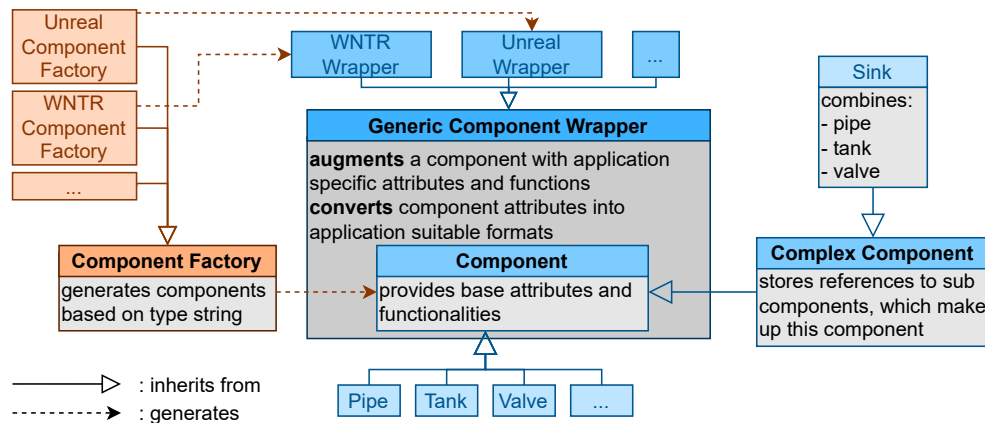 Unreal
Component
Factory
WNTR
Component
Factory
...
WNTR
Wrapper
Unreal
Wrapper
...
Generic Component Wrapper
augments a component with application
specific attributes and functions
converts component attributes into
application suitable formats
Component
provides base attributes and
functionalities
Component Factory
generates components
based on type string
Sink
combines:
- pipe
- tank
- valve
Complex Component
stores references to sub
components, which make
up this component
Pipe
Tank
Valve
...
: inherits from
: generates